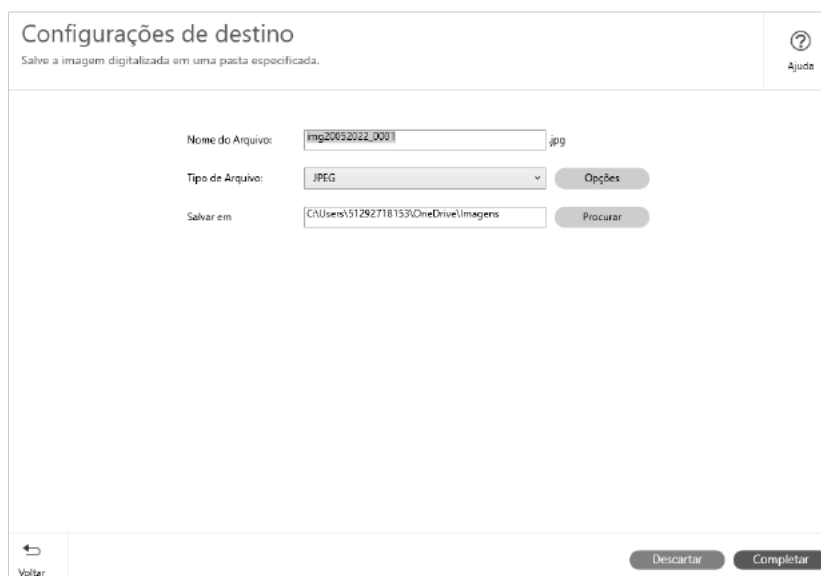 Configurações de destino
Salve a imagem digitalizada em uma pasta especificada.
Ajuda
Nome do Arquivo: img20052022_0001 .jpg
Tipo de Arquivo: JPEG Opções
Salvar em C:\Users\51292718153\OneDrive\Imagens Procurar
Voltar
Descartar Completar